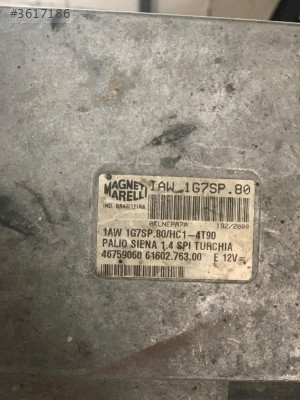 #3617186
MAGNETI MARELLI
IND. BRASILEIRA
IAW 1G7SP.80
192/2000
IAW 1G7SP.80/HC1-4T90
PALIO SIENA 1.4 SPI TURCHIA
46759060 61602.763.00 E 12V=